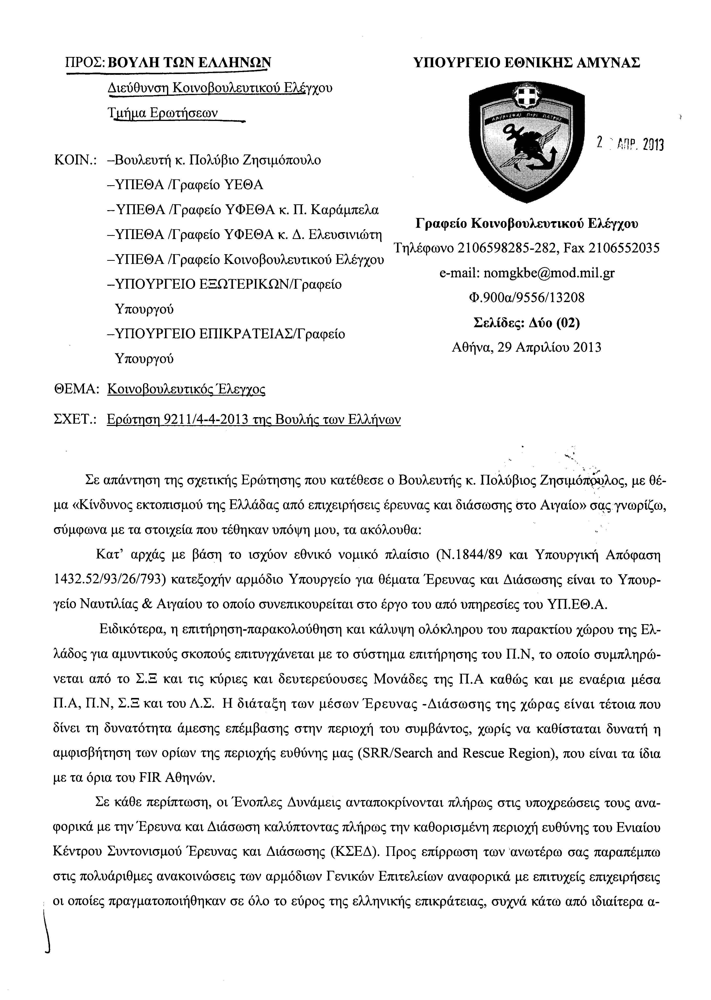 ΠΡΟΣ: ΒΟΥΛΗ ΤΩΝ ΕΛΛΗΝΩΝ
Διεύθυνση Κοινοβουλευτικού Ελέγχου
Τμήμα Ερωτήσεων
ΚΟΙΝ.: –Βουλευτή κ. Πολύβιο Ζησιμόπουλο
–ΥΠΕΘΑ /Γραφείο ΥΕΘΑ
–ΥΠΕΘΑ /Γραφείο ΥΦΕΘΑ κ. Π. Καράμπελα
–ΥΠΕΘΑ /Γραφείο ΥΦΕΘΑ κ. Δ. Ελευσινιώτη
–ΥΠΕΘΑ /Γραφείο Κοινοβουλευτικού Ελέγχου
–ΥΠΟΥΡΓΕΙΟ ΕΞΩΤΕΡΙΚΩΝ/Γραφείο
Υπουργού
–ΥΠΟΥΡΓΕΙΟ ΕΠΙΚΡΑΤΕΙΑΣ/Γραφείο
Υπουργού
ΥΠΟΥΡΓΕΙΟ ΕΘΝΙΚΗΣ ΑΜΥΝΑΣ
ΑΠΡ. 2013
Γραφείο Κοινοβουλευτικού Ελέγχου
Τηλέφωνο 2106598285-282, Fax 2106552035
e-mail: nomgkbe@mod.mil.gr
Φ.900α/9556/13208
Σελίδες: Δύο (02)
Αθήνα, 29 Απριλίου 2013
ΘΕΜΑ: Κοινοβουλευτικός Έλεγχος
ΣΧΕΤ.: Ερώτηση 9211/4-4-2013 της Βουλής των Ελλήνων
Σε απάντηση της σχετικής Ερώτησης που κατέθεσε ο Βουλευτής κ. Πολύβιος Ζησιμόπουλος, με θέ-
μα «Κίνδυνος εκτοπισμού της Ελλάδας από επιχειρήσεις έρευνας και διάσωσης στο Αιγαίο» σας γνωρίζω,
σύμφωνα με τα στοιχεία που τέθηκαν υπόψη μου, τα ακόλουθα:
Κατ’ αρχάς με βάση το ισχύον εθνικό νομικό πλαίσιο (Ν.1844/89 και Υπουργική Απόφαση
1432.52/93/26/793) κατεξοχήν αρμόδιο Υπουργείο για θέματα Έρευνας και Διάσωσης είναι το Υπουρ-
γείο Ναυτιλίας & Αιγαίου το οποίο συνεπικουρείται στο έργο του από υπηρεσίες του ΥΠ.ΕΘ.Α.
Ειδικότερα, η επιτήρηση-παρακολούθηση και κάλυψη ολόκληρου του παρακτίου χώρου της Ελ-
λάδος για αμυντικούς σκοπούς επιτυγχάνεται με το σύστημα επιτήρησης του Π.Ν, το οποίο συμπληρώ-
νεται από το Σ.Ξ και τις κύριες και δευτερεύουσες Μονάδες της Π.Α καθώς και με εναέρια μέσα
Π.Α, Π.Ν, Σ.Ξ και του Λ.Σ. Η διάταξη των μέσων Έρευνας -Διάσωσης της χώρας είναι τέτοια που
δίνει τη δυνατότητα άμεσης επέμβασης στην περιοχή του συμβάντος, χωρίς να καθίσταται δυνατή η
αμφισβήτηση των ορίων της περιοχής ευθύνης μας (SRR/Search and Rescue Region), που είναι τα ίδια
με τα όρια του FIR Αθηνών.
Σε κάθε περίπτωση, οι Ένοπλες Δυνάμεις ανταποκρίνονται πλήρως στις υποχρεώσεις τους ανα-
φορικά με την Έρευνα και Διάσωση καλύπτοντας πλήρως την καθορισμένη περιοχή ευθύνης του Ενιαίου
Κέντρου Συντονισμού Έρευνας και Διάσωσης (ΚΣΕΔ). Προς επίρρωση των ανωτέρω σας παραπέμπω
στις πολυάριθμες ανακοινώσεις των αρμόδιων Γενικών Επιτελείων αναφορικά με επιτυχείς επιχειρήσεις
οι οποίες πραγματοποιήθηκαν σε όλο το εύρος της ελληνικής επικράτειας, συχνά κάτω από ιδιαίτερα α-